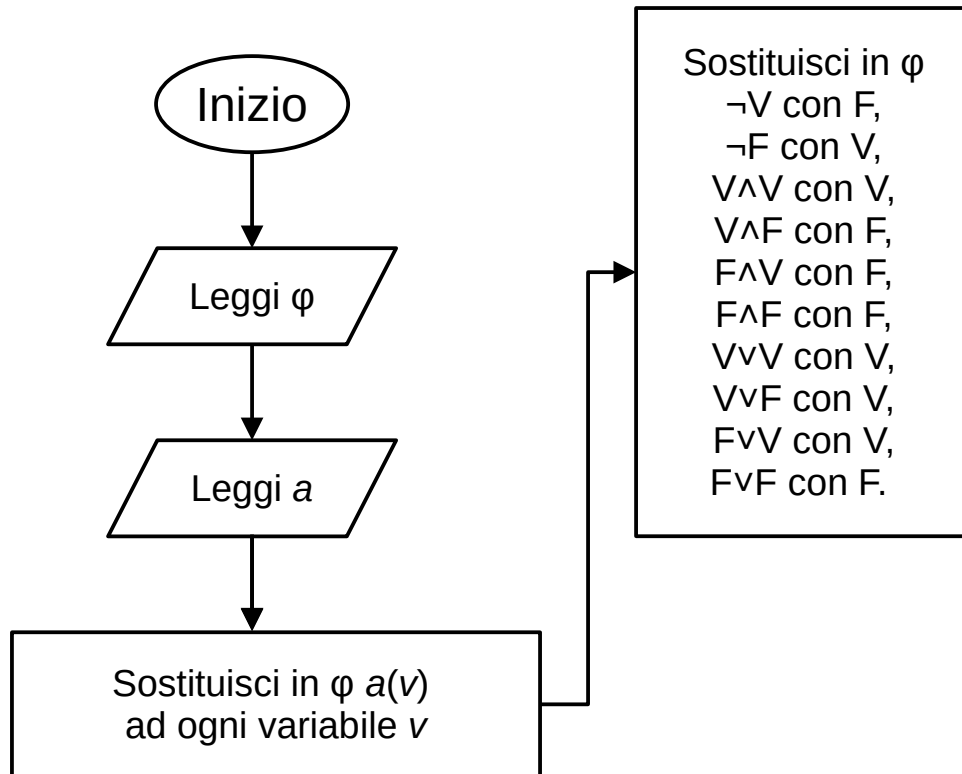 Inizio
Leggi φ
Leggi a
Sostituisci in φ a(v)
ad ogni variabile v
Sostituisci in φ
¬V con F,
¬F con V,
V∧V con V,
V∧F con F,
F∧V con F,
F∧F con F,
V∨V con V,
V∨F con V,
F∨V con V,
F∨F con F.